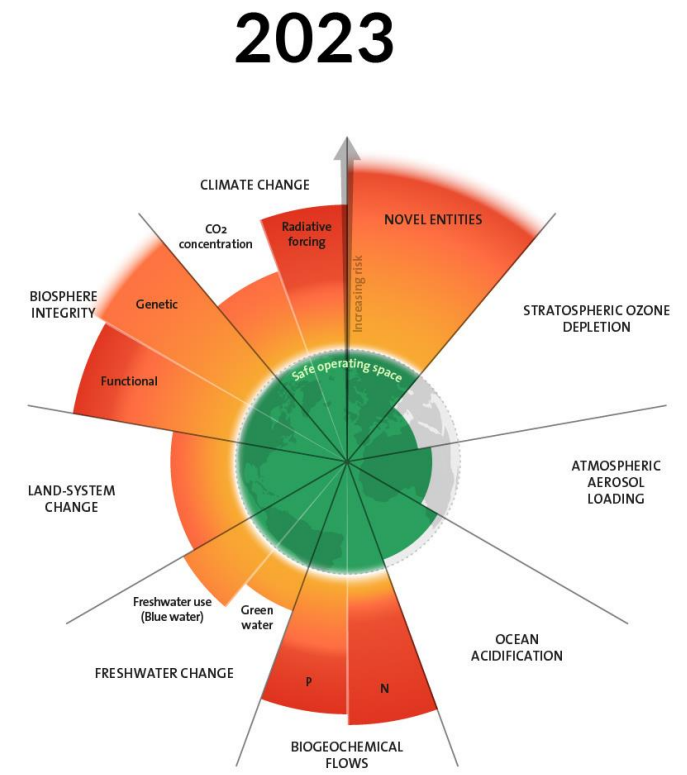 2023
CLIMATE CHANGE
CO2
concentration
Radiative
forcing
NOVEL ENTITIES
Increasing risk
BIOSPHERE
INTEGRITY
Genetic
Functional
STRATOSPHERIC OZONE
DEPLETION
Safe operating space
ATMOSPHERIC
AEROSOL
LOADING
LAND-SYSTEM
CHANGE
Freshwater use
(Blue water)
Green
water
OCEAN
ACIDIFICATION
FRESHWATER CHANGE
P
N
BIOGEOCHEMICAL
FLOWS